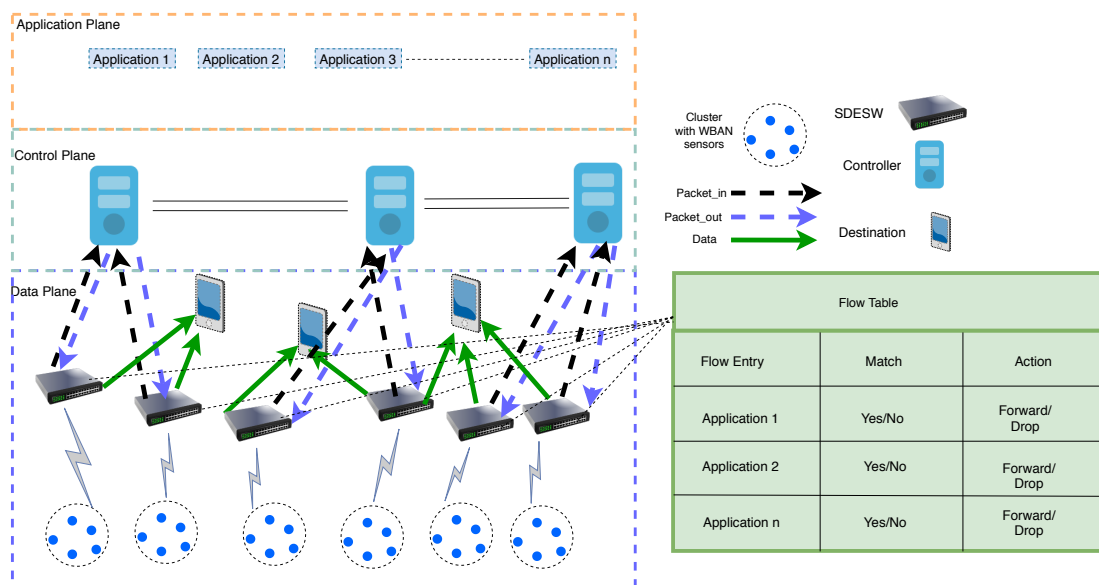 Application Plane
Application 1
Application 2
Application 3
Application n
Control Plane
Data Plane
Cluster
with WBAN
sensors
SDESW
Controller
Packet_in
Packet_out
Data
Destination
Flow Table
Flow Entry
Match
Action
Application 1
Yes/No
Forward/
Drop
Application 2
Yes/No
Forward/
Drop
Application n
Yes/No
Forward/
Drop